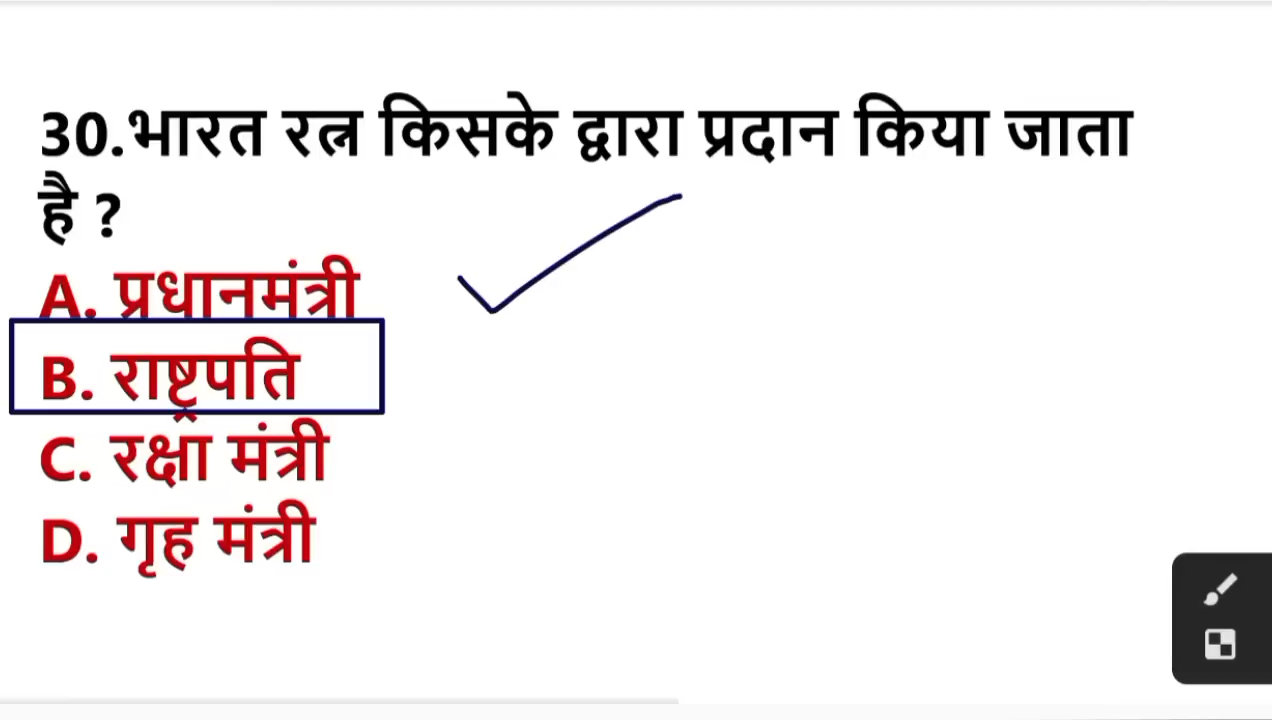 30.भारत रत्न किसके द्वारा प्रदान किया जाता
है ?
A. प्रधानमंत्री
B. राष्ट्रपति
C. रक्षा मंत्री
D. गृह मंत्री